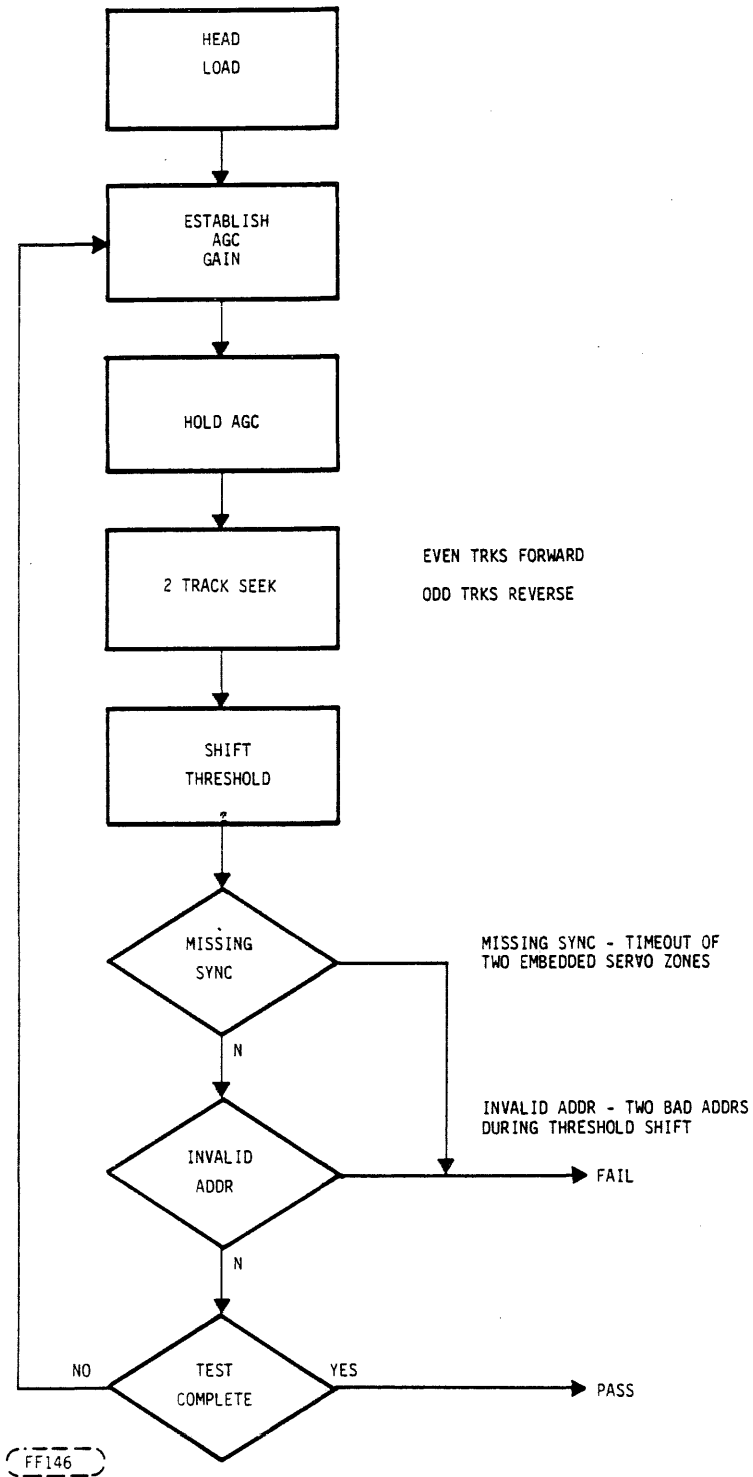 HEAD
LOAD
ESTABLISH
AGC
GAIN
HOLD AGC
2 TRACK SEEK
EVEN TRKS FORWARD
ODD TRKS REVERSE
SHIFT
THRESHOLD
MISSING
SYNC
MISSING SYNC - TIMEOUT OF
TWO EMBEDDED SERVO ZONES
N
INVALID
ADDR
INVALID ADDR - TWO BAD ADDRS
DURING THRESHOLD SHIFT
FAIL
N
NO
TEST
COMPLETE
YES
PASS
FF146